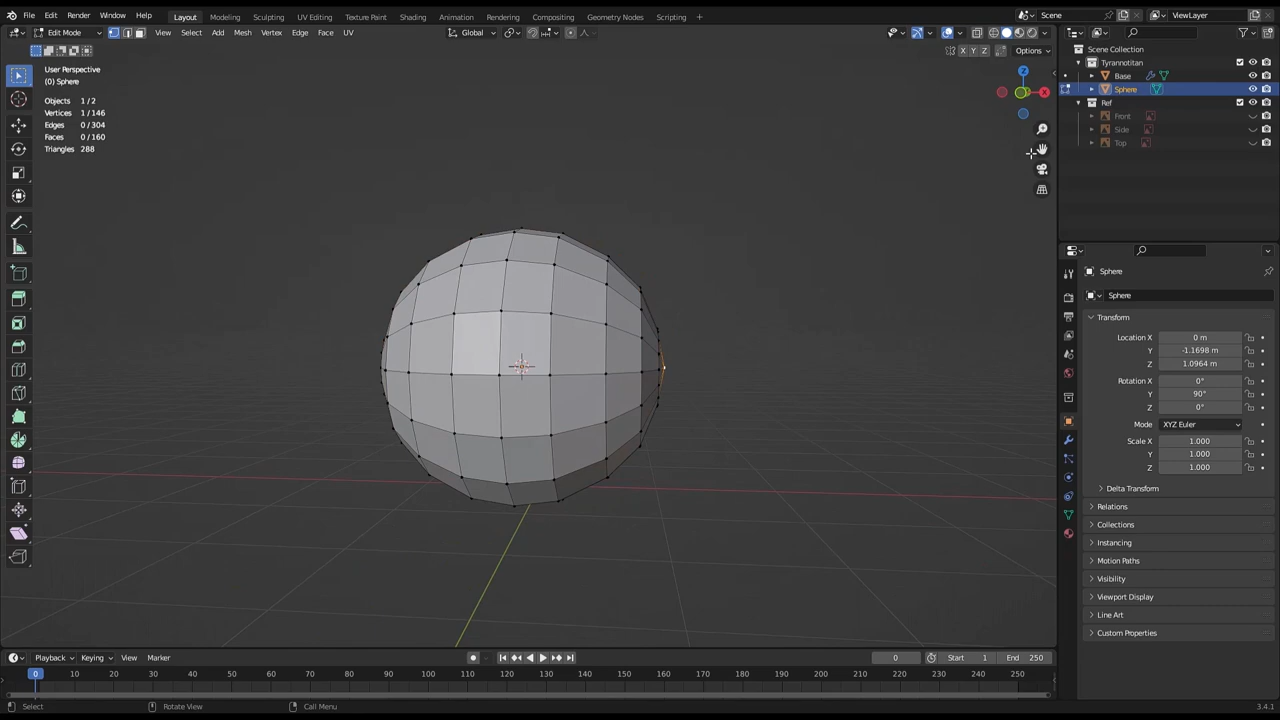 File Edit Render Window Help Layout Modeling Sculpting UV Editing Texture Paint Shading Animation Rendering Compositing Geometry Nodes Scripting + Scene ViewLayer
Edit Mode View Select Add Mesh Vertex Edge Face UV Global
X Y Z Options
User Perspective
(0) Sphere
Objects 1/2
Vertices 1/146
Edges 0/304
Faces 0/160
Triangles 288
Z
X
Scene Collection
Tyrannotitan
Base
Sphere
Ref
Front
Side
Top
Sphere
Sphere
Transform
Location X 0 m
Y -1.1698 m
Z 1.0964 m
Rotation X 0°
Y 90°
Z 0°
Mode XYZ Euler
Scale X 1.000
Y 1.000
Z 1.000
Delta Transform
Relations
Collections
Instancing
Motion Paths
Visibility
Viewport Display
Line Art
Custom Properties
Playback Keying View Marker 0 Start 1 End 250
0 10 20 30 40 50 60 70 80 90 100 110 120 130 140 150 160 170 180 190 200 210 220 230 240 250
Select Rotate View Call Menu 3.4.1